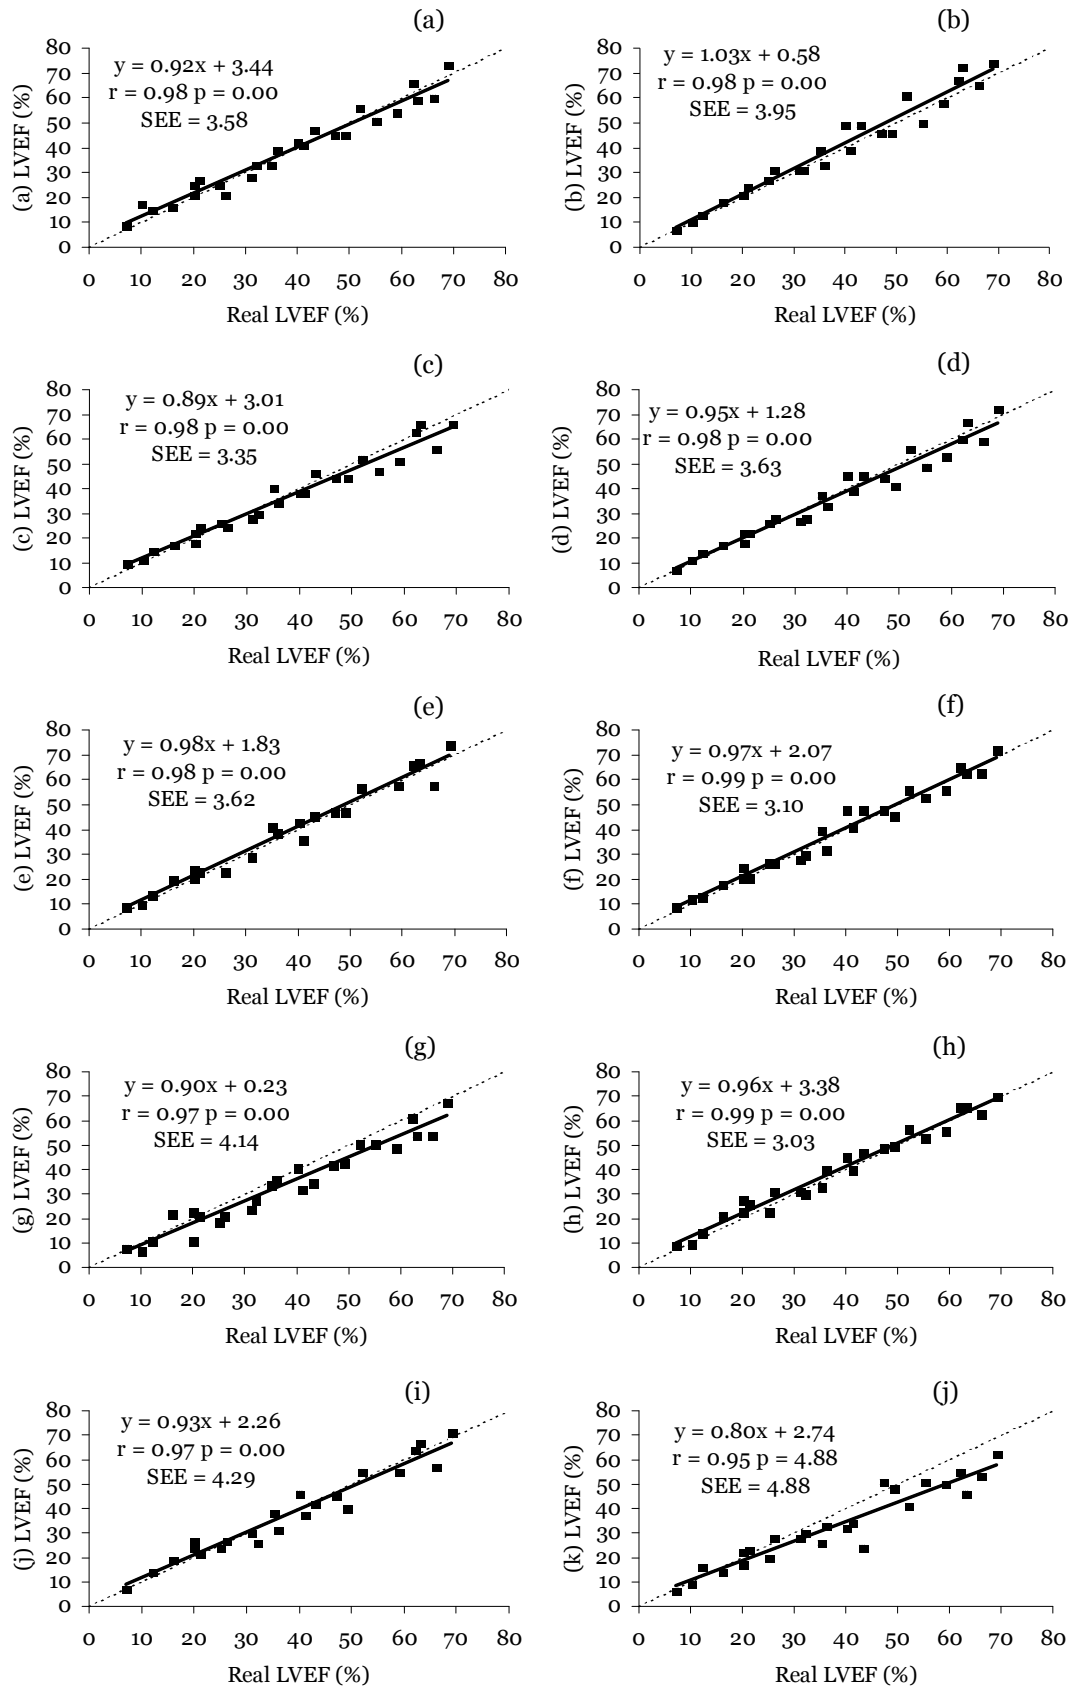 (a)
y = 0.92x + 3.44
r = 0.98 p = 0.00
SEE = 3.58
(a) LVEF (%)
80
70
60
50
40
30
20
10
0
0 10 20 30 40 50 60 70 80
Real LVEF (%)
(b)
y = 1.03x + 0.58
r = 0.98 p = 0.00
SEE = 3.95
(b) LVEF (%)
80
70
60
50
40
30
20
10
0
0 10 20 30 40 50 60 70 80
Real LVEF (%)
(c)
y = 0.89x + 3.01
r = 0.98 p = 0.00
SEE = 3.35
(c) LVEF (%)
80
70
60
50
40
30
20
10
0
0 10 20 30 40 50 60 70 80
Real LVEF (%)
(d)
y = 0.95x + 1.28
r = 0.98 p = 0.00
SEE = 3.63
(d) LVEF (%)
80
70
60
50
40
30
20
10
0
0 10 20 30 40 50 60 70 80
Real LVEF (%)
(e)
y = 0.98x + 1.83
r = 0.98 p = 0.00
SEE = 3.62
(e) LVEF (%)
80
70
60
50
40
30
20
10
0
0 10 20 30 40 50 60 70 80
Real LVEF (%)
(f)
y = 0.97x + 2.07
r = 0.99 p = 0.00
SEE = 3.10
(f) LVEF (%)
80
70
60
50
40
30
20
10
0
0 10 20 30 40 50 60 70 80
Real LVEF (%)
(g)
y = 0.90x + 0.23
r = 0.97 p = 0.00
SEE = 4.14
(g) LVEF (%)
80
70
60
50
40
30
20
10
0
0 10 20 30 40 50 60 70 80
Real LVEF (%)
(h)
y = 0.96x + 3.38
r = 0.99 p = 0.00
SEE = 3.03
(h) LVEF (%)
80
70
60
50
40
30
20
10
0
0 10 20 30 40 50 60 70 80
Real LVEF (%)
(i)
y = 0.93x + 2.26
r = 0.97 p = 0.00
SEE = 4.29
(j) LVEF (%)
80
70
60
50
40
30
20
10
0
0 10 20 30 40 50 60 70 80
Real LVEF (%)
(j)
y = 0.80x + 2.74
r = 0.95 p = 4.88
SEE = 4.88
(k) LVEF (%)
80
70
60
50
40
30
20
10
0
0 10 20 30 40 50 60 70 80
Real LVEF (%)